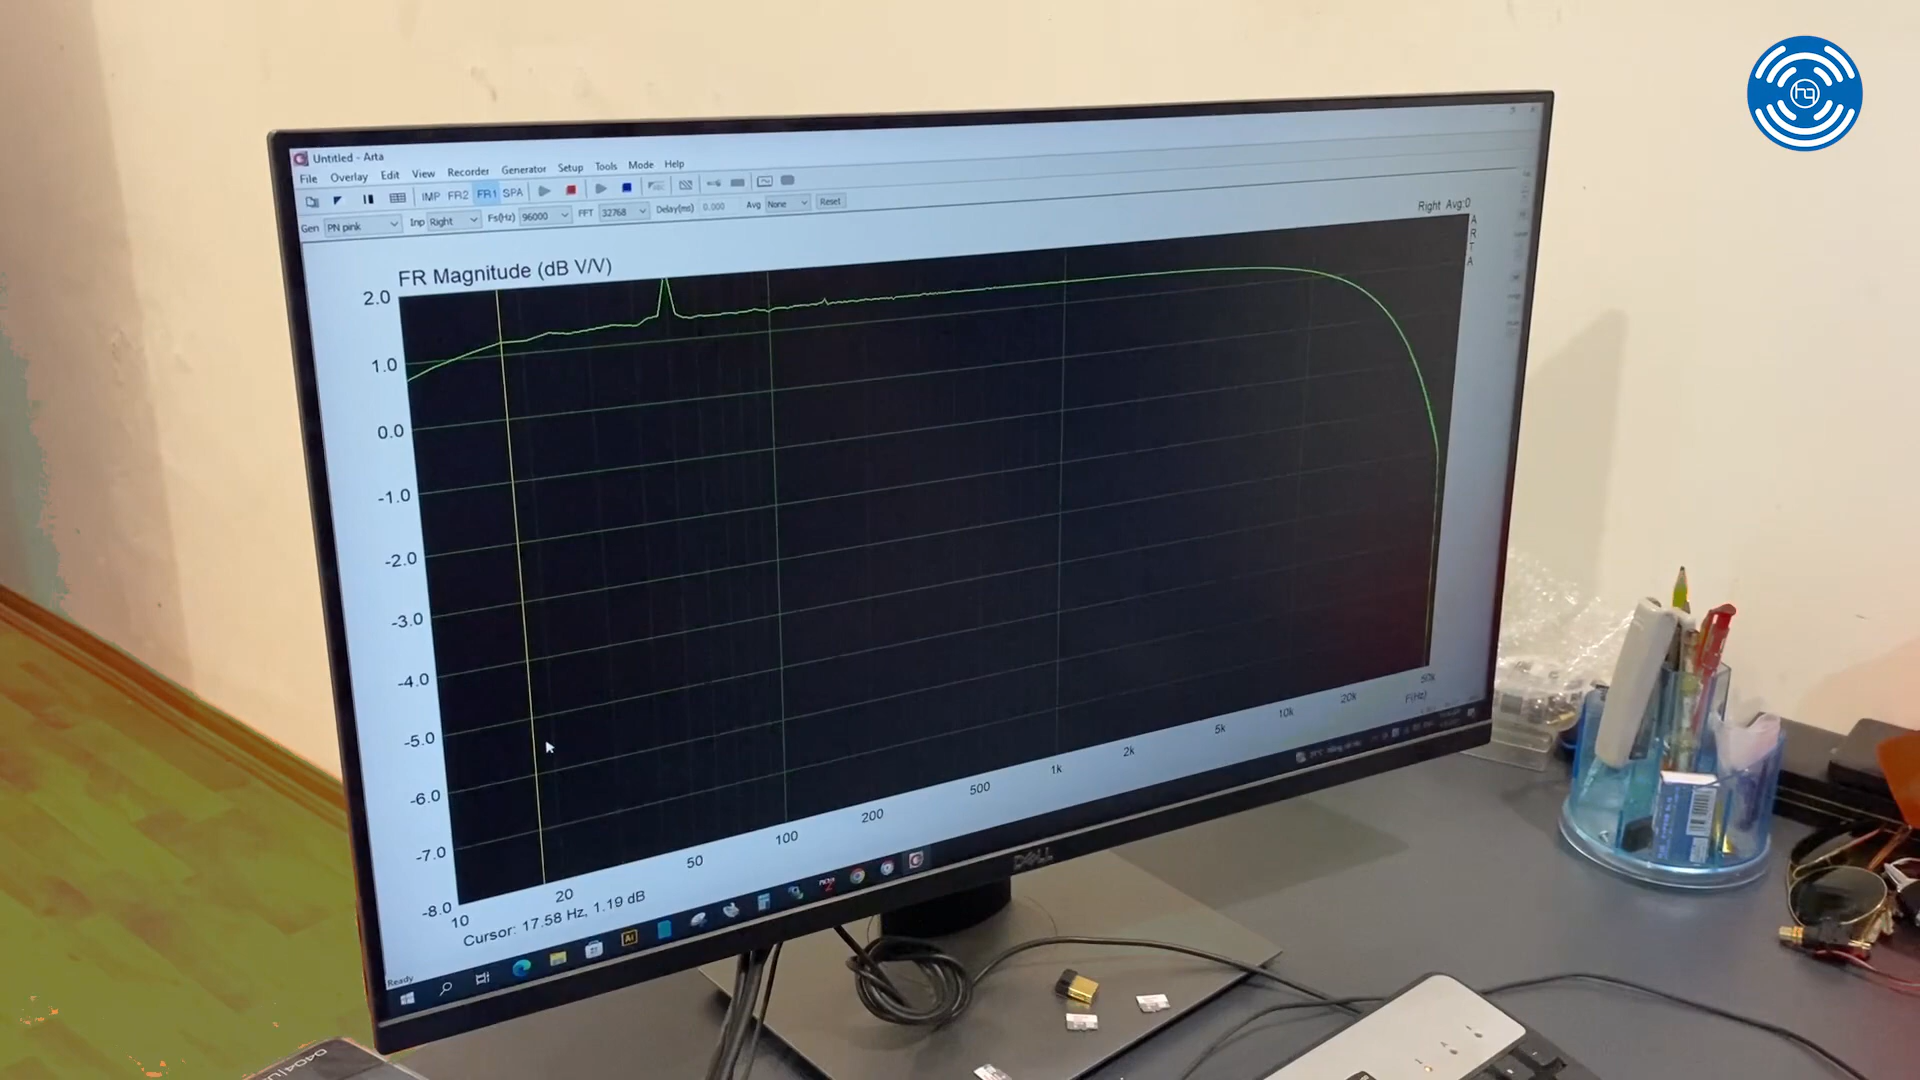 Untitled - Arta
File Overlay Edit View Recorder Generator Setup Tools Mode Help
IMP FR2 FR1 SPA
Gen PN pink Inp Right Fs(Hz) 96000 FFT 32768 Delay(ms) 0.000 Avg None Reset
Right Avg:0
FR Magnitude (dB V/V)
A
R
T
A
2.0
1.0
0.0
-1.0
-2.0
-3.0
-4.0
-5.0
-6.0
-7.0
-8.0
10 20 50 100 200 500 1k 2k 5k 10k 20k 50k
F(Hz)
Cursor: 17.58 Hz, 1.19 dB
Ready
Ai
DELL
hq